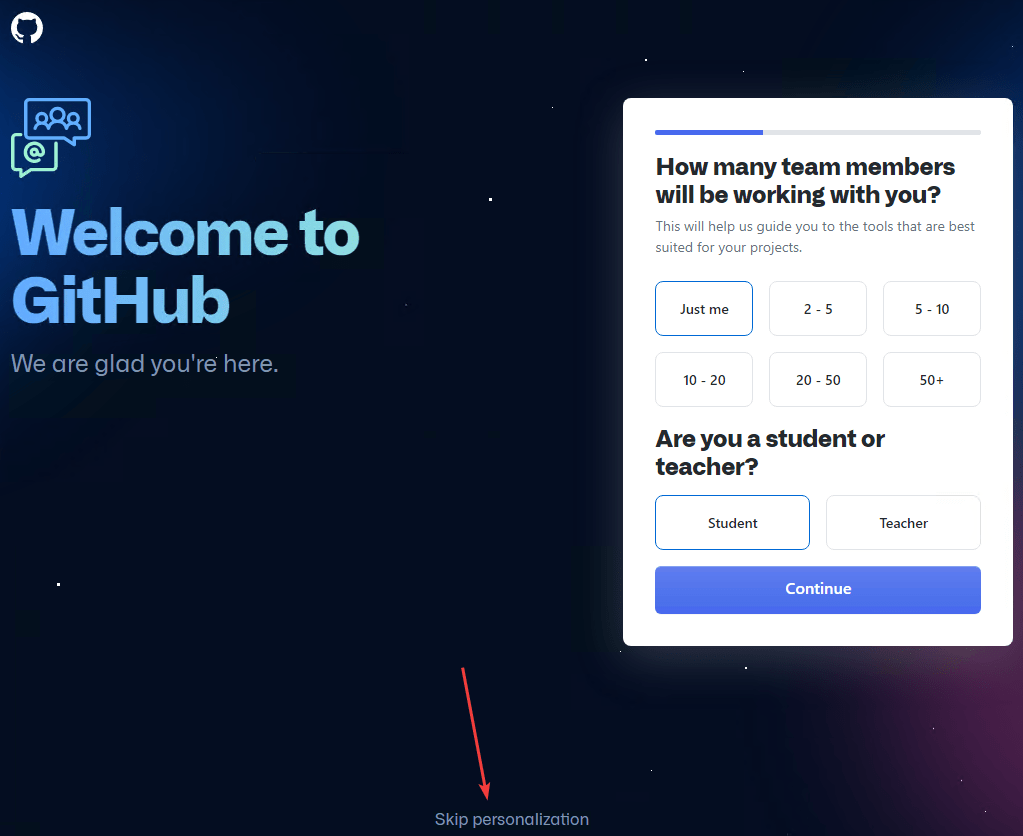 @
Welcome to
GitHub
We are glad you're here.
How many team members
will be working with you?
This will help us guide you to the tools that are best
suited for your projects.
Just me
2 - 5
5 - 10
10 - 20
20 - 50
50+
Are you a student or
teacher?
Student
Teacher
Continue
Skip personalization